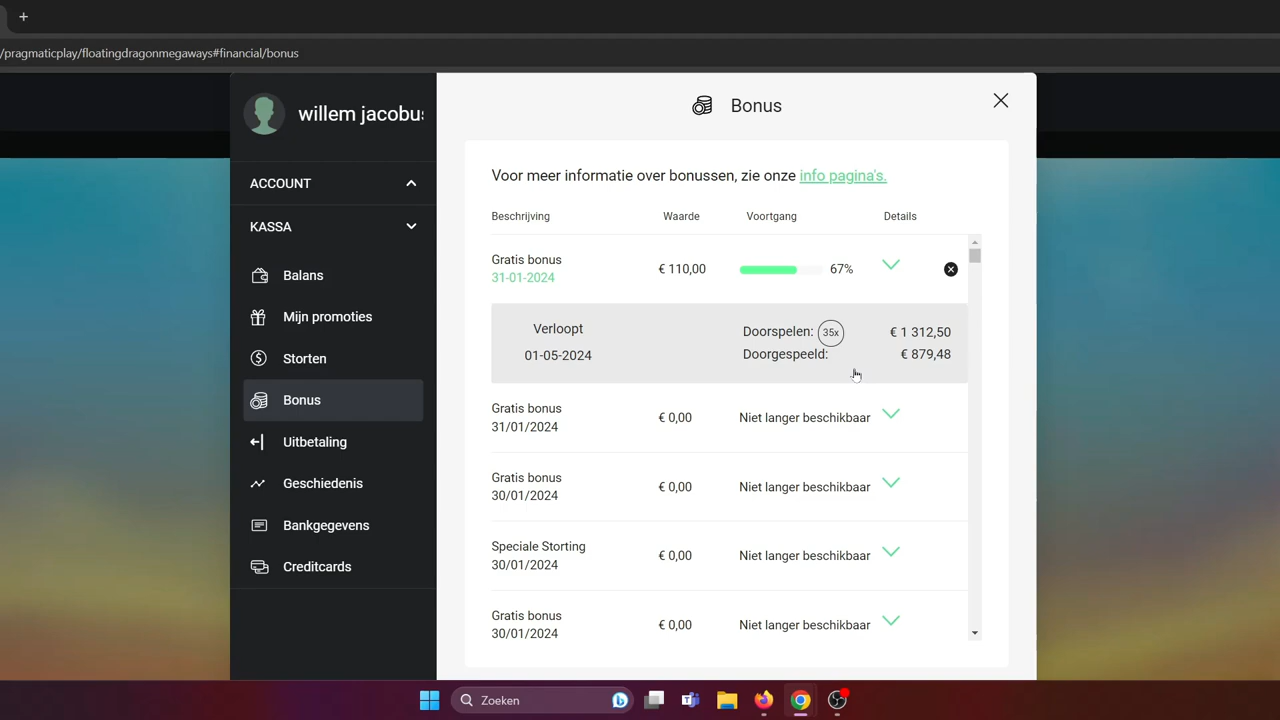 /pragmaticplay/floatingdragonmegaways#financial/bonus
willem jacobu
ACCOUNT
KASSA
Balans
Mijn promoties
Storten
Bonus
Uitbetaling
Geschiedenis
Bankgegevens
Creditcards
Bonus
Voor meer informatie over bonussen, zie onze info pagina's.
Beschrijving Waarde Voortgang Details
Gratis bonus
31-01-2024
€ 110,00
67%
Verloopt
01-05-2024
Doorspelen: 35x € 1 312,50
Doorgespeeld: € 879,48
Gratis bonus
31/01/2024
€ 0,00 Niet langer beschikbaar
Gratis bonus
30/01/2024
€ 0,00 Niet langer beschikbaar
Speciale Storting
30/01/2024
€ 0,00 Niet langer beschikbaar
Gratis bonus
30/01/2024
€ 0,00 Niet langer beschikbaar
Zoeken